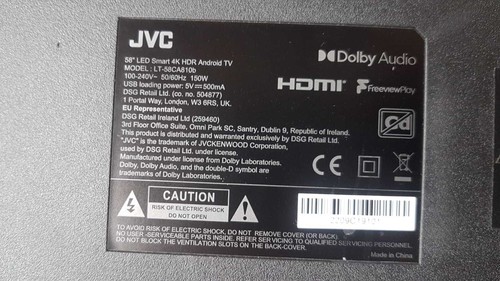 JVC
58" LED Smart 4K HDR Android TV
MODEL: LT-58CA810b
100-240V~ 50/60Hz 150W
USB loading power: 5V⎓500mA
DSG Retail Ltd. (co. no. 504877)
1 Portal Way, London, W3 6RS, UK.
EU Representative
DSG Retail Ireland Ltd (259460)
3rd Floor Office Suite, Omni Park SC, Santry, Dublin 9, Republic of Ireland.
This product is distributed and warranted exclusively by DSG Retail Ltd.
"JVC" is the trademark of JVCKENWOOD Corporation,
used by DSG Retail Ltd. under license.
Manufactured under license from Dolby Laboratories.
Dolby, Dolby Audio, and the double-D symbol are
trademarks of Dolby Laboratories.
Dolby Audio
HDMI
FreeviewPlay
Cd
CE
CAUTION
RISK OF ELECTRIC SHOCK
DO NOT OPEN
TO REDUCE THE RISK OF ELECTRIC SHOCK, DO NOT REMOVE COVER (OR BACK).
NO USER-SERVICEABLE PARTS INSIDE. REFER SERVICING TO QUALIFIED SERVICING PERSONNEL.
DO NOT BLOCK THE VENTILATION SLOTS ON THE BACK-COVER.
Made in China